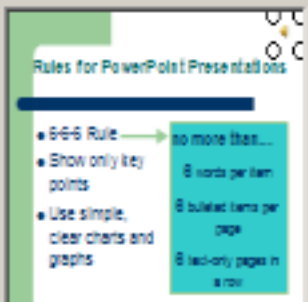 Rules for PowerPoint Presentations
6-6-6 Rule
Show only key
points
Use simple,
clear charts and
graphs
no more than....
6 words per item
6 bulleted items per
page
6 text-only pages in
a row